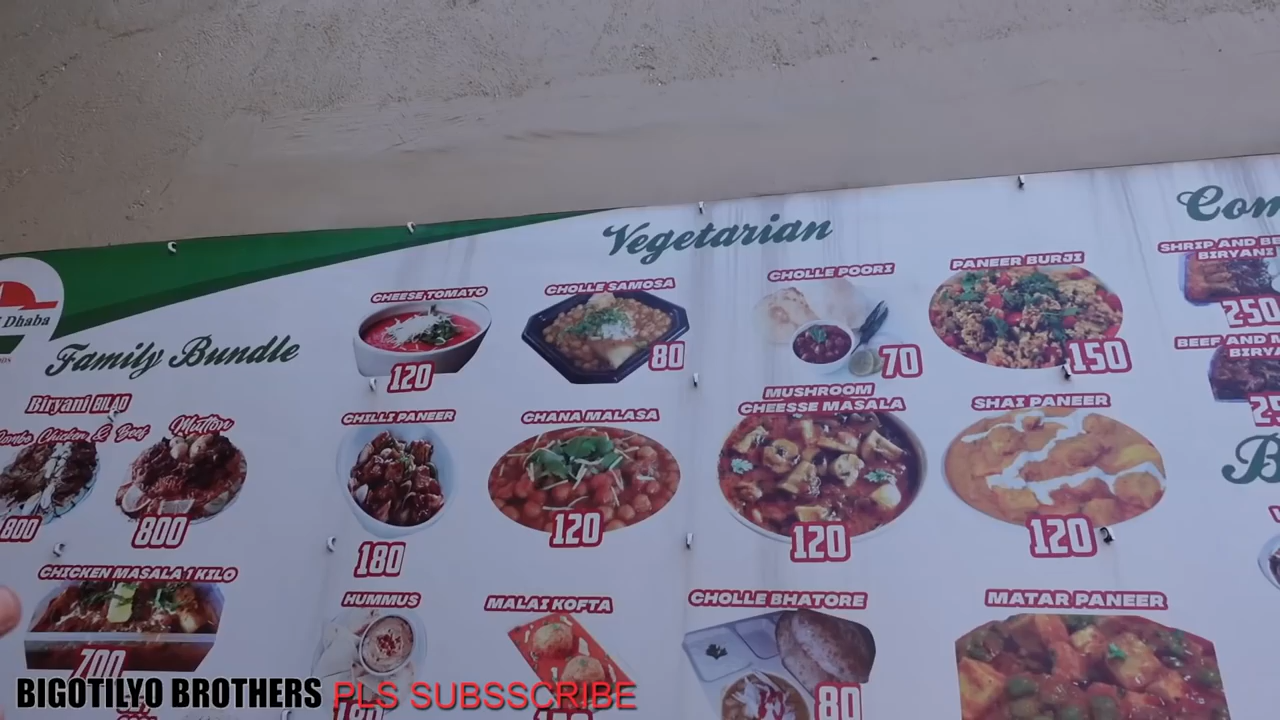 Dhaba
Family Bundle
Biryani BILAO
Combo Chicken & Beef
800
Mutton
800
CHICKEN MASALA 1 KILO
700
Vegetarian
CHEESE TOMATO
120
CHOLLE SAMOSA
80
CHOLLE POORI
70
PANEER BURJI
150
CHILLI PANEER
180
CHANA MALASA
120
MUSHROOM
CHEESSE MASALA
120
SHAI PANEER
120
HUMMUS
180
MALAI KOFTA
CHOLLE BHATORE
80
MATAR PANEER
SHRIP AND BE
BIRYANI
250
BEEF AND M
BIRYA
BIGOTILYO BROTHERS PLS SUBSSCRIBE